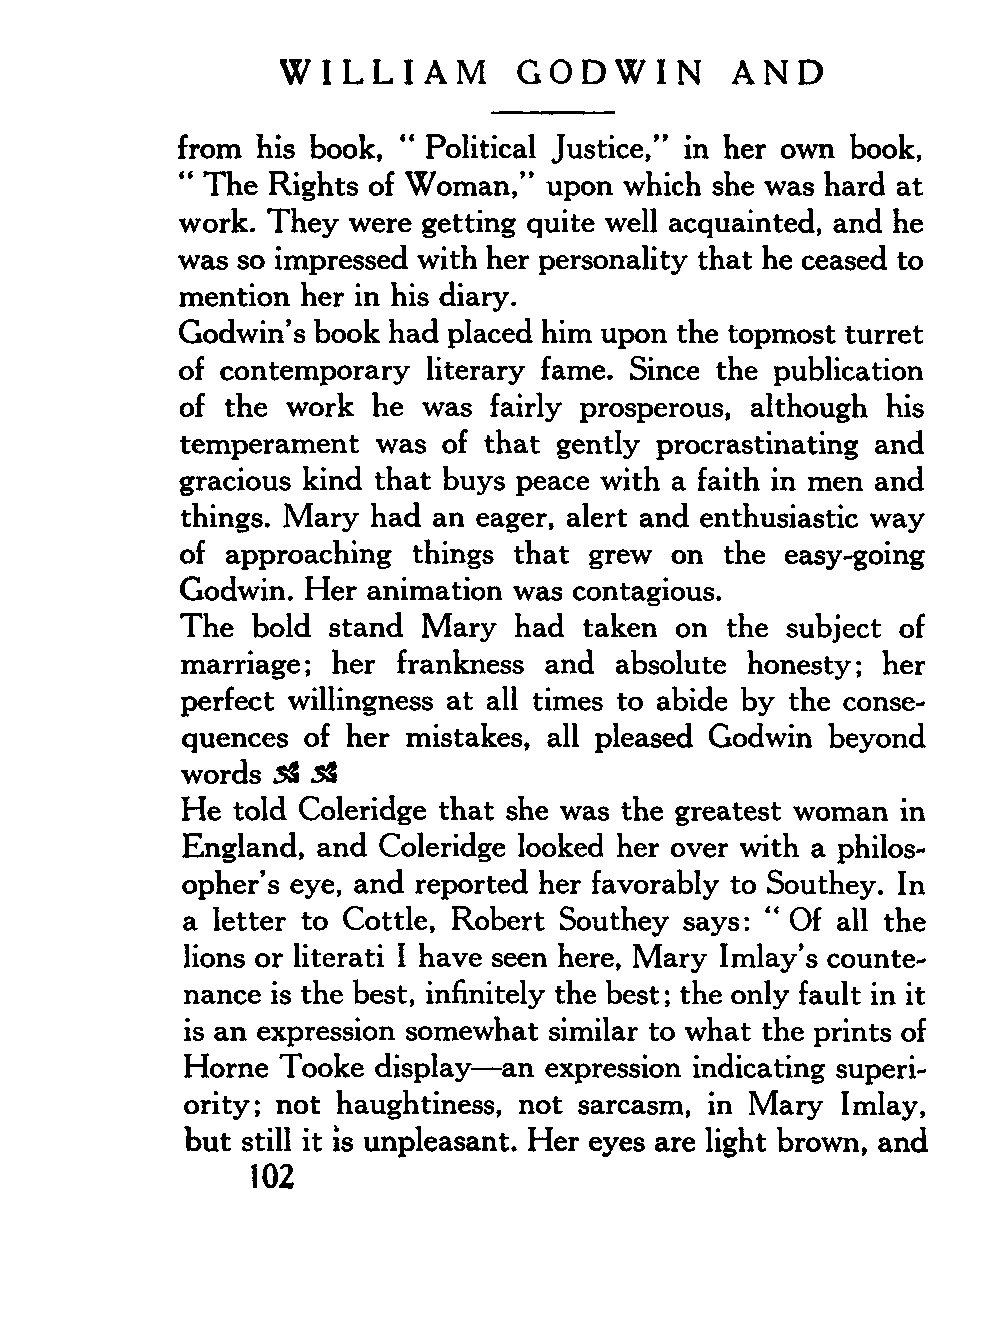 WILLIAM GODWIN AND
from his book, “ Political Justice,” in her own book,
“ The Rights of Woman,” upon which she was hard at
work. They were getting quite well acquainted, and he
was so impressed with her personality that he ceased to
mention her in his diary.
Godwin’s book had placed him upon the topmost turret
of contemporary literary fame. Since the publication
of the work he was fairly prosperous, although his
temperament was of that gently procrastinating and
gracious kind that buys peace with a faith in men and
things. Mary had an eager, alert and enthusiastic way
of approaching things that grew on the easy-going
Godwin. Her animation was contagious.
The bold stand Mary had taken on the subject of
marriage; her frankness and absolute honesty; her
perfect willingness at all times to abide by the conse-
quences of her mistakes, all pleased Godwin beyond
words
He told Coleridge that she was the greatest woman in
England, and Coleridge looked her over with a philos-
opher’s eye, and reported her favorably to Southey. In
a letter to Cottle, Robert Southey says: “ Of all the
lions or literati I have seen here, Mary Imlay’s counte-
nance is the best, infinitely the best; the only fault in it
is an expression somewhat similar to what the prints of
Horne Tooke display—an expression indicating superi-
ority; not haughtiness, not sarcasm, in Mary Imlay,
but still it is unpleasant. Her eyes are light brown, and
102